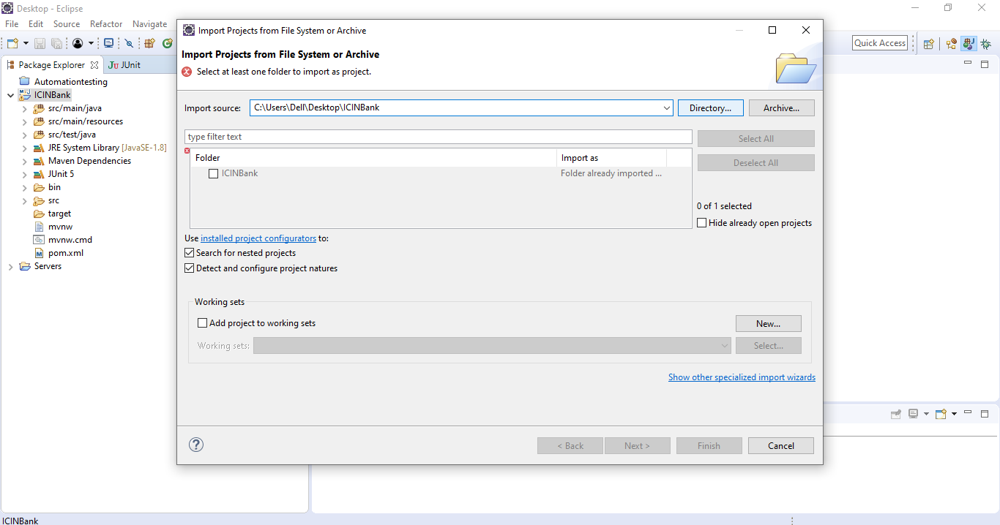 Desktop - Eclipse
File Edit Source Refactor Navigate
Quick Access
Package Explorer
JUnit
Automationtesting
ICINBank
src/main/java
src/main/resources
src/test/java
JRE System Library [JavaSE-1.8]
Maven Dependencies
JUnit 5
bin
src
target
mvnw
mvnw.cmd
pom.xml
Servers
Import Projects from File System or Archive
Import Projects from File System or Archive
Select at least one folder to import as project.
Import source: C:\Users\Dell\Desktop\ICINBank Directory... Archive...
type filter text
Select All
Folder Import as
Deselect All
ICINBank Folder already imported ...
0 of 1 selected
Hide already open projects
Use installed project configurators to:
Search for nested projects
Detect and configure project natures
Working sets
Add project to working sets New...
Working sets: Select...
Show other specialized import wizards
< Back Next > Finish Cancel
ICINBank